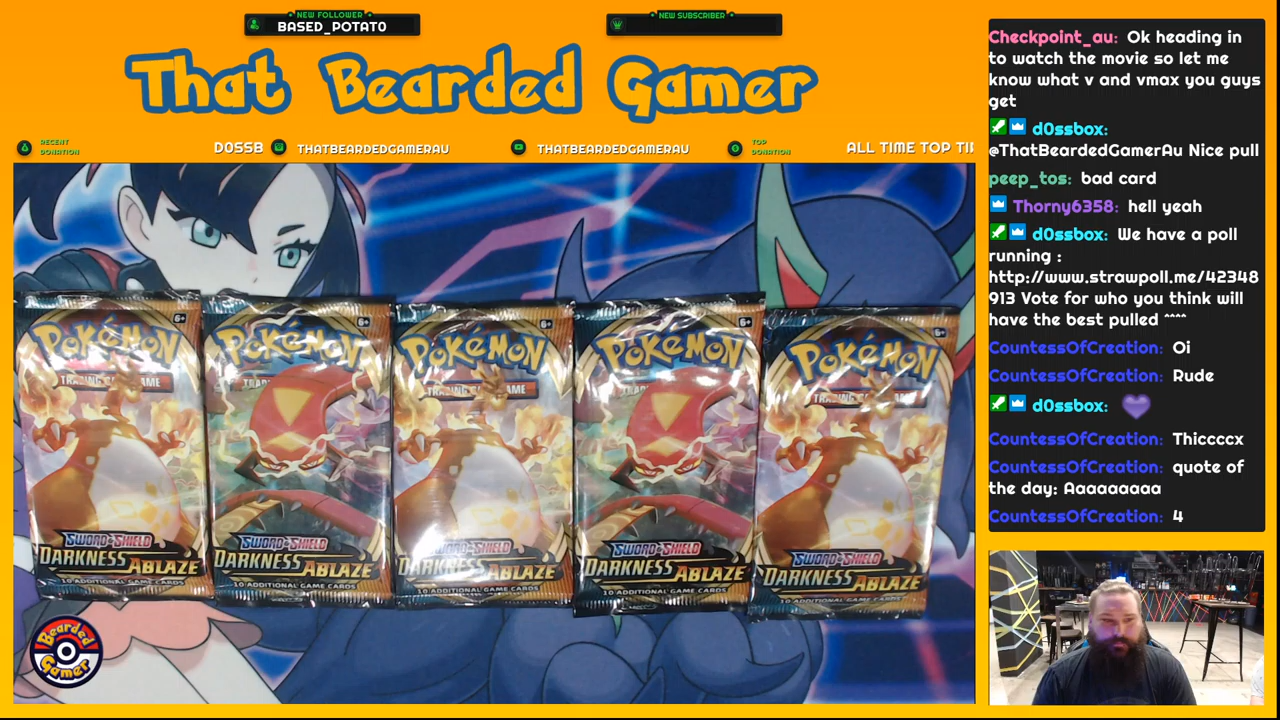 NEW FOLLOWER
BASED_POTATO
NEW SUBSCRIBER
That Bearded Gamer
RECENT
DONATION
D0SSB
THATBEARDEDGAMERAU
THATBEARDEDGAMERAU
TOP
DONATION
ALL TIME TOP TI
Checkpoint_au: Ok heading in
to watch the movie so let me
know what v and vmax you guys
get
d0ssbox:
@ThatBeardedGamerAu Nice pull
peep_tos: bad card
Thorny6358: hell yeah
d0ssbox: We have a poll
running :
http://www.strawpoll.me/42348
913 Vote for who you think will
have the best pulled ^^^^
CountessOfCreation: Oi
CountessOfCreation: Rude
d0ssbox:
CountessOfCreation: Thiccccx
CountessOfCreation: quote of
the day: Aaaaaaaaa
CountessOfCreation: 4
6+
POKéMON
TRADING GAME
SWORD & SHIELD
DARKNESS ABLAZE
10 ADDITIONAL GAME CARDS
6+
POKéMON
SWORD & SHIELD
DARKNESS ABLAZE
10 ADDITIONAL GAME CARDS
6+
POKéMON
TRADING GAME
SWORD & SHIELD
DARKNESS ABLAZE
10 ADDITIONAL GAME CARDS
6+
POKéMON
SWORD & SHIELD
DARKNESS ABLAZE
10 ADDITIONAL GAME CARDS
6+
POKéMON
TRADING GAME
SWORD & SHIELD
DARKNESS ABLAZE
10 ADDITIONAL GAME CARDS
Bearded
Gamer